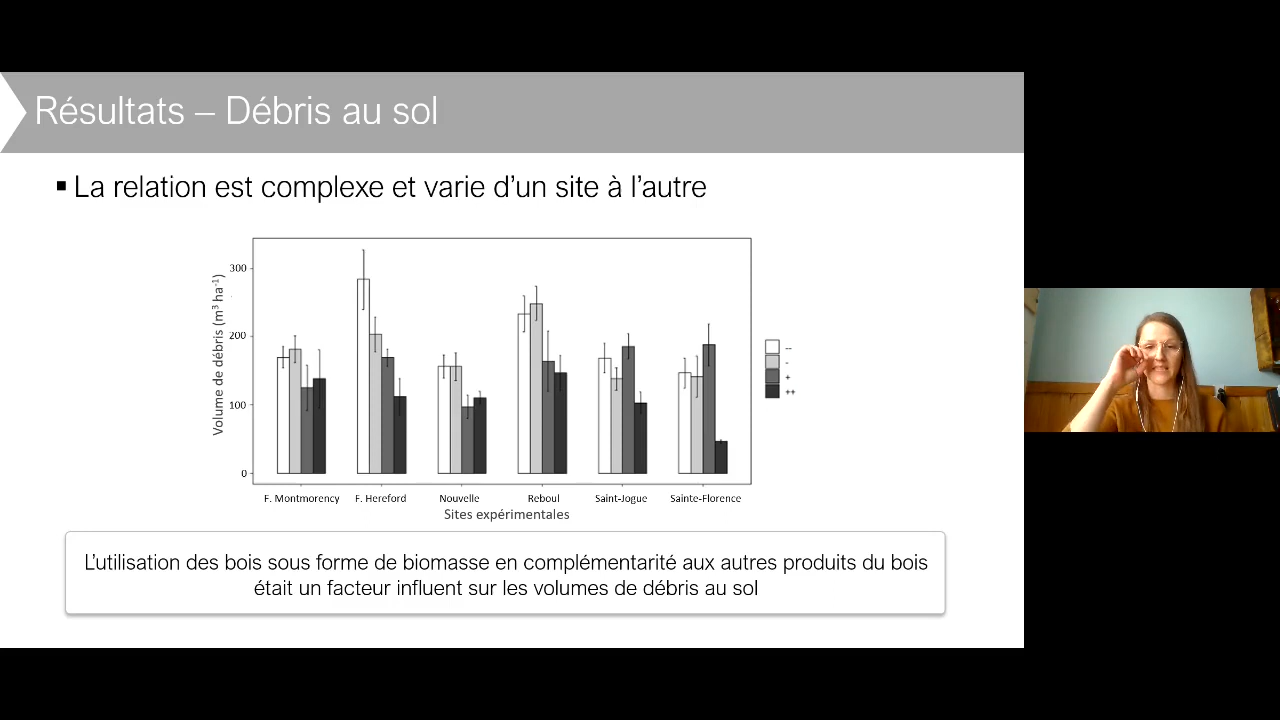 Résultats – Débris au sol
▪ La relation est complexe et varie d’un site à l’autre
Volume de débris (m³ ha⁻¹)
300
200
100
0
--
-
+
++
F. Montmorency F. Hereford Nouvelle Reboul Saint-Jogue Sainte-Florence
Sites expérimentales
L’utilisation des bois sous forme de biomasse en complémentarité aux autres produits du bois
était un facteur influent sur les volumes de débris au sol